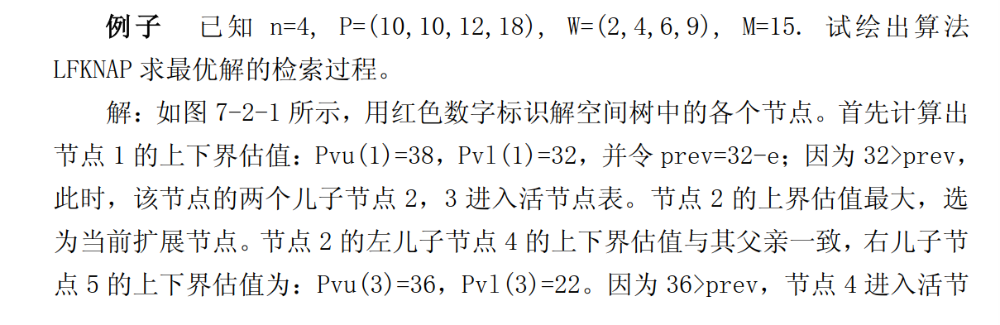 例子 已知 n=4, P=(10,10,12,18), W=(2,4,6,9), M=15. 试绘出算法
LFKNAP 求最优解的检索过程。
解：如图 7-2-1 所示，用红色数字标识解空间树中的各个节点。首先计算出
节点 1 的上下界估值：Pvu(1)=38，Pvl(1)=32，并令 prev=32-e；因为 32>prev，
此时，该节点的两个儿子节点 2，3 进入活节点表。节点 2 的上界估值最大，选
为当前扩展节点。节点 2 的左儿子节点 4 的上下界估值与其父亲一致，右儿子节
点 5 的上下界估值为：Pvu(3)=36，Pvl(3)=22。因为 36>prev，节点 4 进入活节